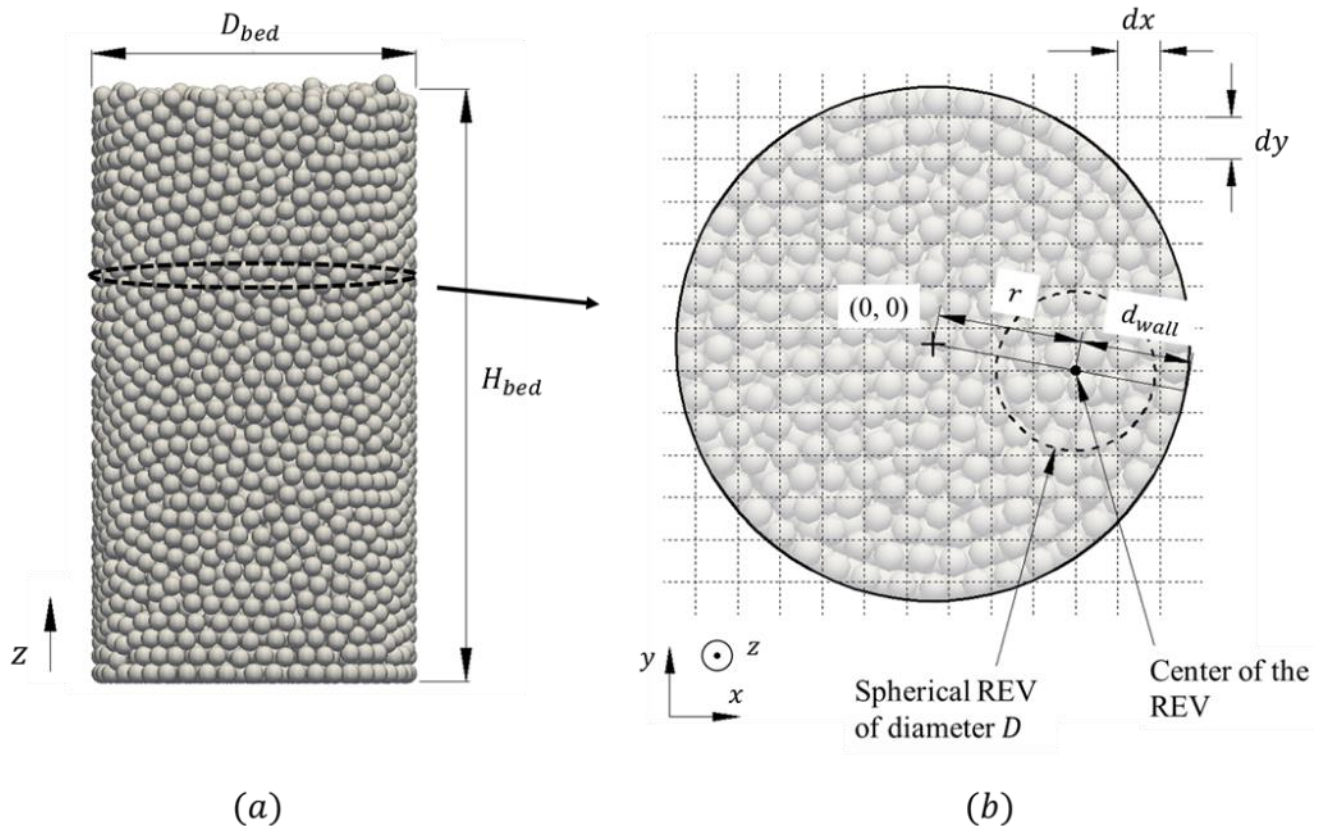 D_bed
H_bed
z
(a)
dx
dy
(0, 0)
r
d_wall
y
z
x
Spherical REV
of diameter D
Center of the
REV
(b)